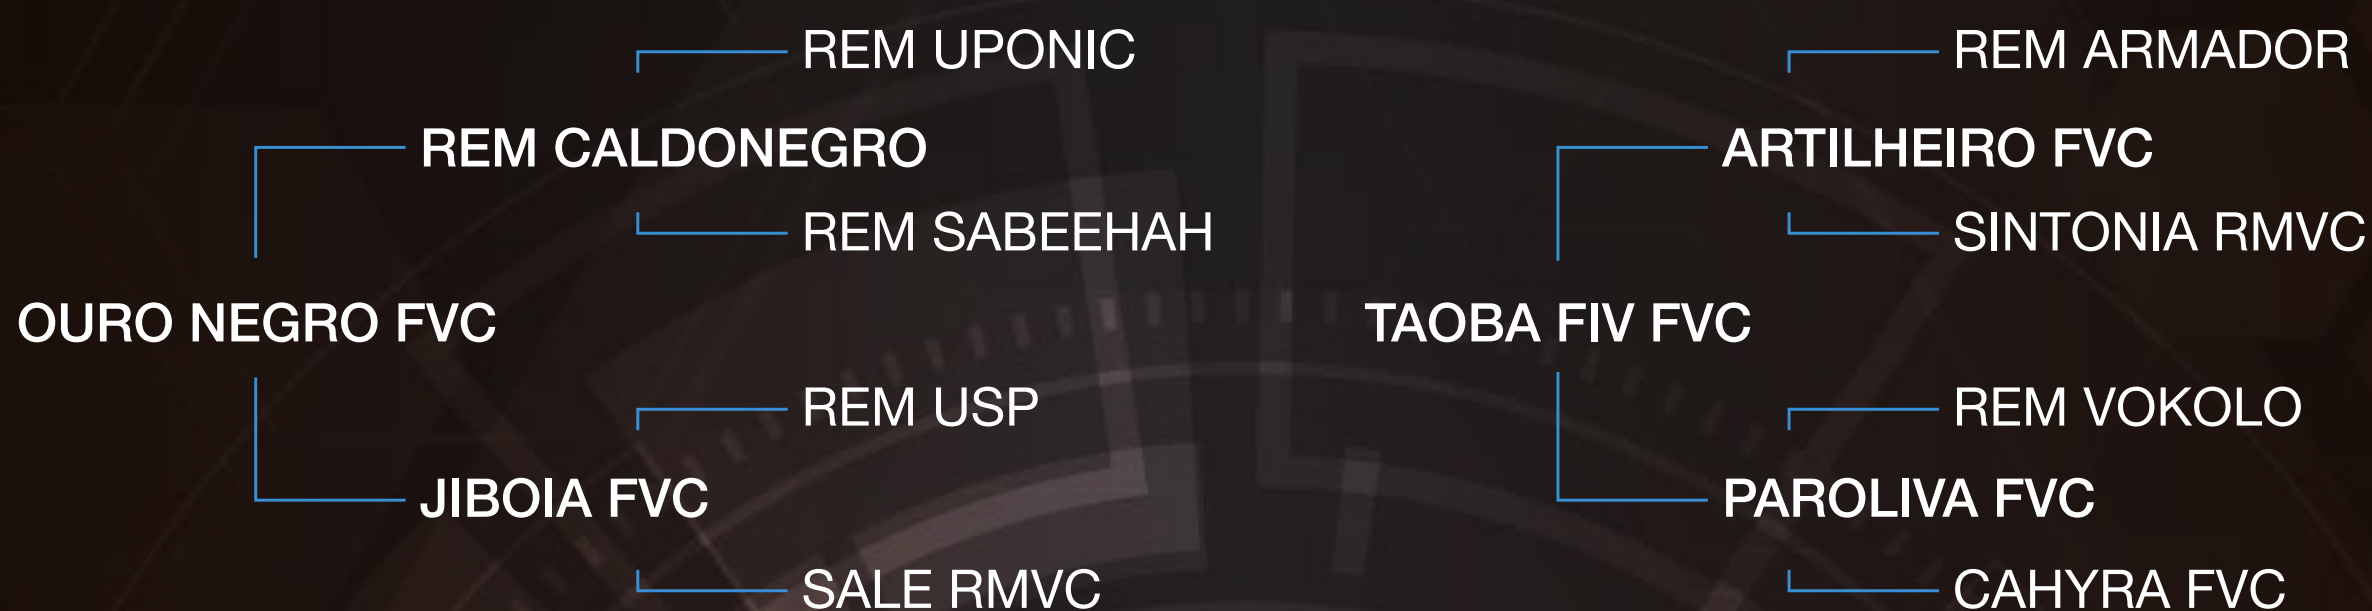 REM UPONIC
REM CALDONEGRO
REM SABEEHAH
OURO NEGRO FVC
REM USP
JIBOIA FVC
SALE RMVC
REM ARMADOR
ARTILHEIRO FVC
SINTONIA RMVC
TAOBA FIV FVC
REM VOKOLO
PAROLIVA FVC
CAHYRA FVC